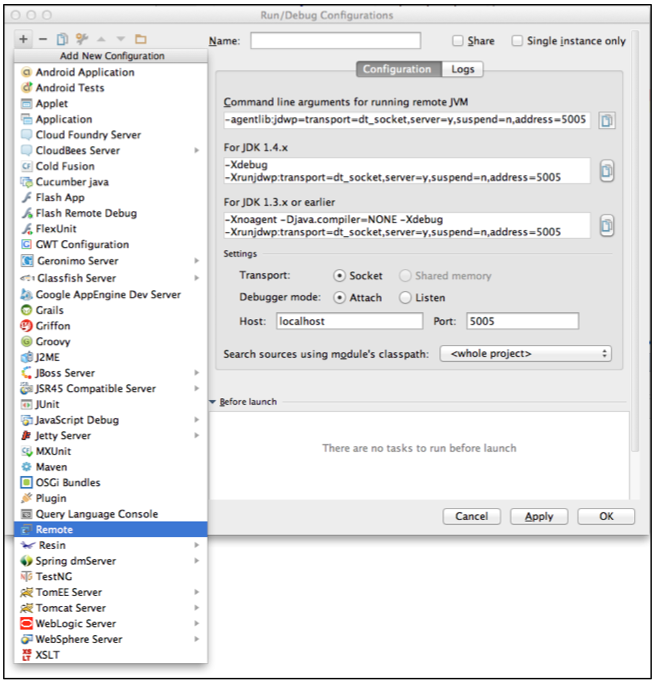 Run/Debug Configurations
Add New Configuration
Android Application
Android Tests
Applet
Application
Cloud Foundry Server
CloudBees Server
Cold Fusion
Cucumber java
Flash App
Flash Remote Debug
FlexUnit
GWT Configuration
Geronimo Server
Glassfish Server
Google AppEngine Dev Server
Grails
Griffon
Groovy
J2ME
JBoss Server
JSR45 Compatible Server
JUnit
JavaScript Debug
Jetty Server
MXUnit
Maven
OSGi Bundles
Plugin
Query Language Console
Remote
Resin
Spring dmServer
TestNG
TomEE Server
Tomcat Server
WebLogic Server
WebSphere Server
XSLT
Name: Share Single instance only
Configuration Logs
Command line arguments for running remote JVM
-agentlib:jdwp=transport=dt_socket,server=y,suspend=n,address=5005
For JDK 1.4.x
-Xdebug
-Xrunjdwp:transport=dt_socket,server=y,suspend=n,address=5005
For JDK 1.3.x or earlier
-Xnoagent -Djava.compiler=NONE -Xdebug
-Xrunjdwp:transport=dt_socket,server=y,suspend=n,address=5005
Settings
Transport: Socket Shared memory
Debugger mode: Attach Listen
Host: localhost Port: 5005
Search sources using module's classpath: <whole project>
Before launch
There are no tasks to run before launch
Cancel Apply OK